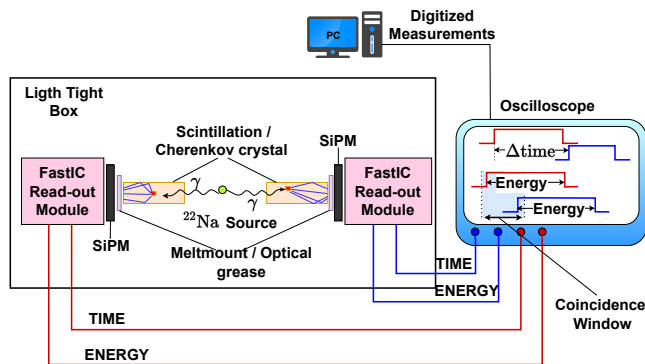 PC
Digitized
Measurements
Ligth Tight
Box
Scintillation /
Cherenkov crystal
SiPM
Oscilloscope
FastIC
Read-out
Module
γ
γ
²²Na Source
SiPM
FastIC
Read-out
Module
Δtime
Energy
Energy
Meltmount / Optical
grease
TIME
ENERGY
Coincidence
Window
TIME
ENERGY